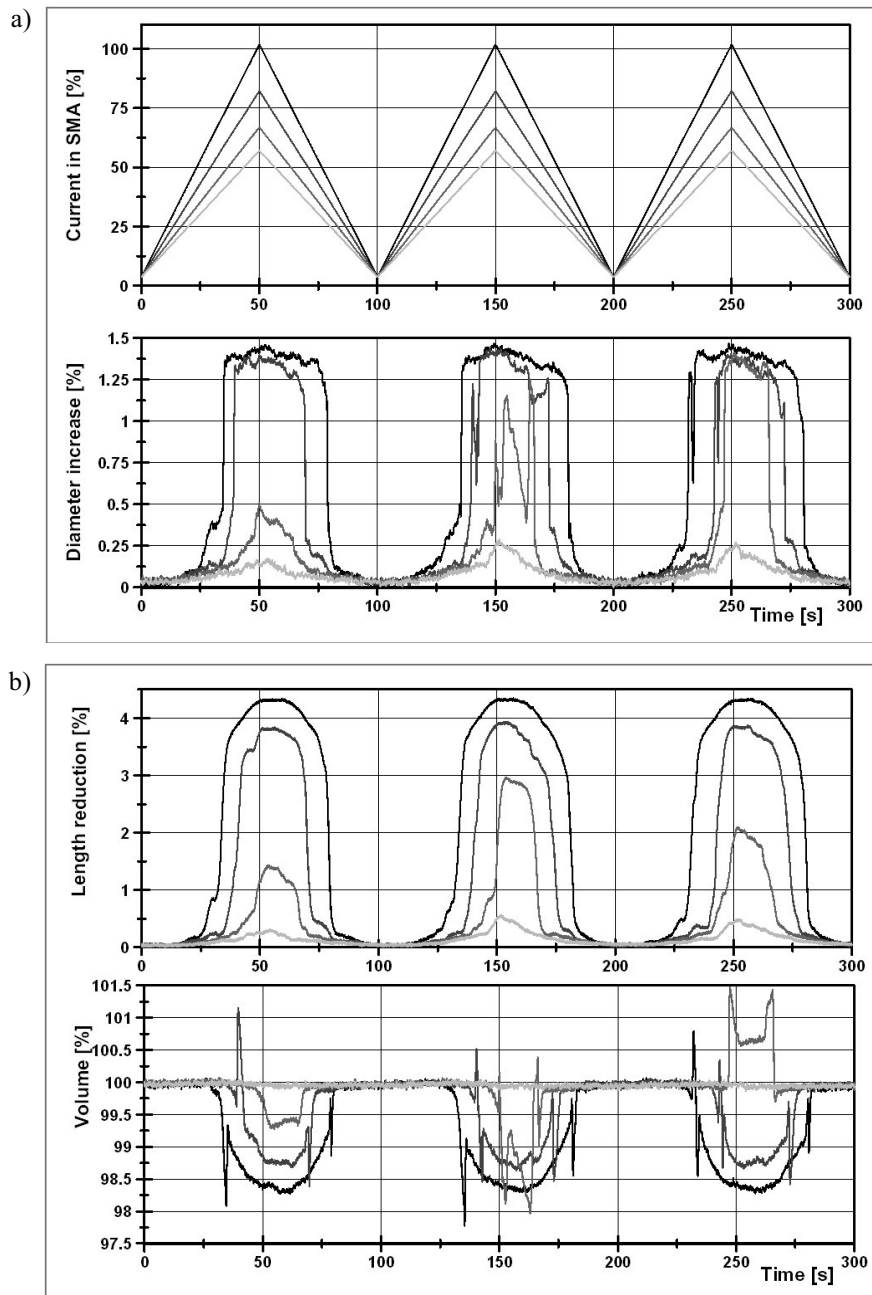 a)
Current in SMA [%]
100
75
50
25
0
0 50 100 150 200 250 300
Diameter increase [%]
1.5
1.25
1
0.75
0.5
0.25
0
0 50 100 150 200 250 300
Time [s]
b)
Length reduction [%]
4
3
2
1
0
0 50 100 150 200 250 300
Volume [%]
101.5
101
100.5
100
99.5
99
98.5
98
97.5
0 50 100 150 200 250 300
Time [s]